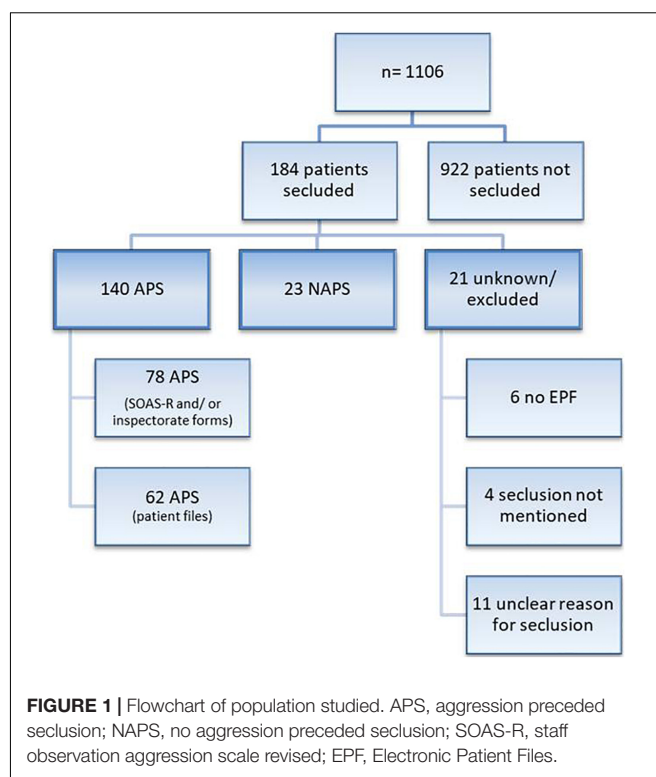 n= 1106
184 patients
secluded
922 patients not
secluded
140 APS
23 NAPS
21 unknown/
excluded
78 APS
(SOAS-R and/ or
inspectorate forms)
62 APS
(patient files)
6 no EPF
4 seclusion not
mentioned
11 unclear reason
for seclusion
FIGURE 1 | Flowchart of population studied. APS, aggression preceded
seclusion; NAPS, no aggression preceded seclusion; SOAS-R, staff
observation aggression scale revised; EPF, Electronic Patient Files.